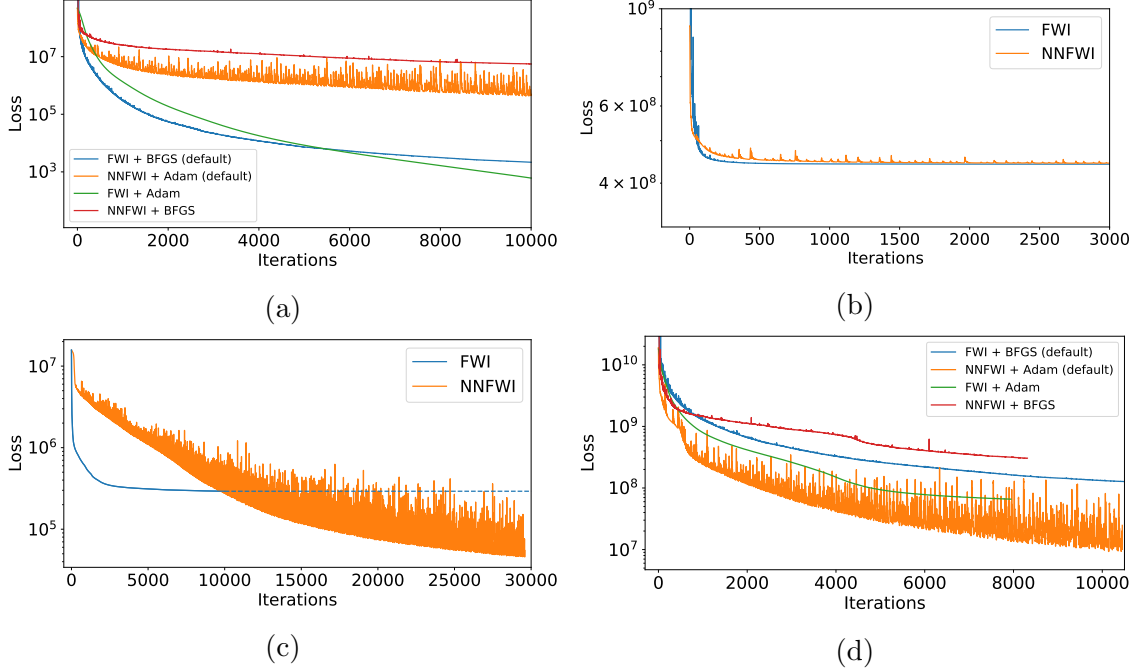 Loss
10^7
10^5
10^3
FWI + BFGS (default)
NNFWI + Adam (default)
FWI + Adam
NNFWI + BFGS
0 2000 4000 6000 8000 10000
Iterations
(a)
Loss
10^9
6 × 10^8
4 × 10^8
FWI
NNFWI
0 500 1000 1500 2000 2500 3000
Iterations
(b)
Loss
10^7
10^6
10^5
FWI
NNFWI
0 5000 10000 15000 20000 25000 30000
Iterations
(c)
Loss
10^10
10^9
10^8
10^7
FWI + BFGS (default)
NNFWI + Adam (default)
FWI + Adam
NNFWI + BFGS
0 2000 4000 6000 8000 10000
Iterations
(d)